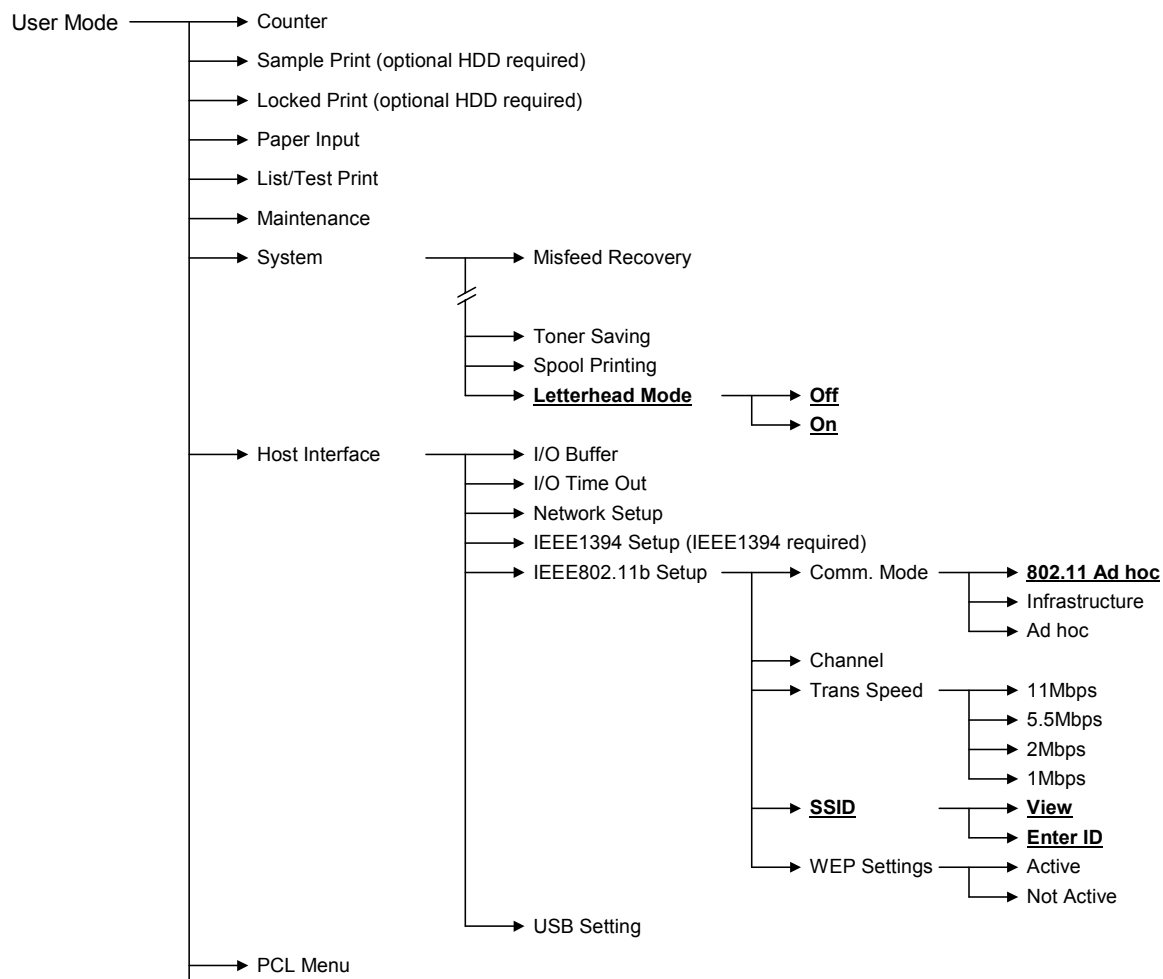 User Mode
Counter
Sample Print (optional HDD required)
Locked Print (optional HDD required)
Paper Input
List/Test Print
Maintenance
System
Misfeed Recovery
Toner Saving
Spool Printing
Letterhead Mode
Off
On
Host Interface
I/O Buffer
I/O Time Out
Network Setup
IEEE1394 Setup (IEEE1394 required)
IEEE802.11b Setup
Comm. Mode
802.11 Ad hoc
Infrastructure
Ad hoc
Channel
Trans Speed
11Mbps
5.5Mbps
2Mbps
1Mbps
SSID
View
Enter ID
WEP Settings
Active
Not Active
USB Setting
PCL Menu